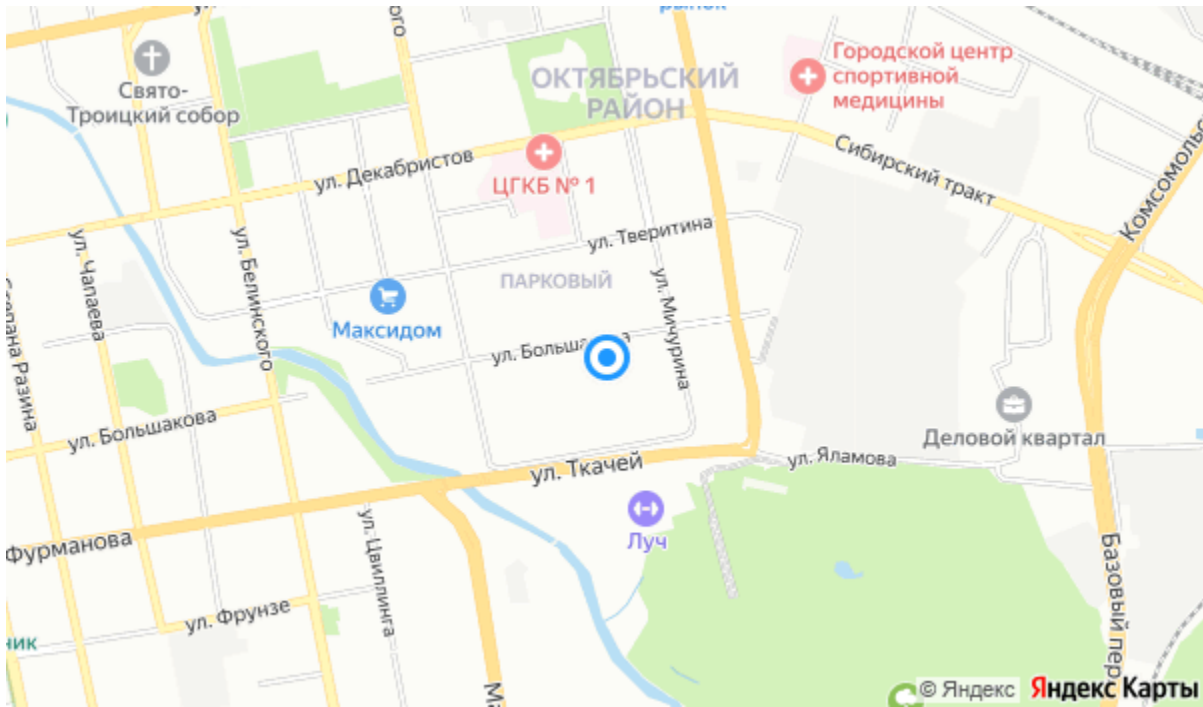 рынок
ОКТЯБРЬСКИЙ
РАЙОН
Городской центр
спортивной
медицины
Свято-
Троицкий собор
ул. Декабристов
ЦГКБ № 1
Сибирский тракт
ул. Тверитина
ПАРКОВЫЙ
ул. Чапаева
ул. Белинского
Максидом
ул. Мичурина
ул. Большакова
Деловой квартал
ул. Ткачей
ул. Яламова
Луч
Фурманова
ул. Цвиллинга
ул. Фрунзе
Базовый пер.
© Яндекс Яндекс Карты